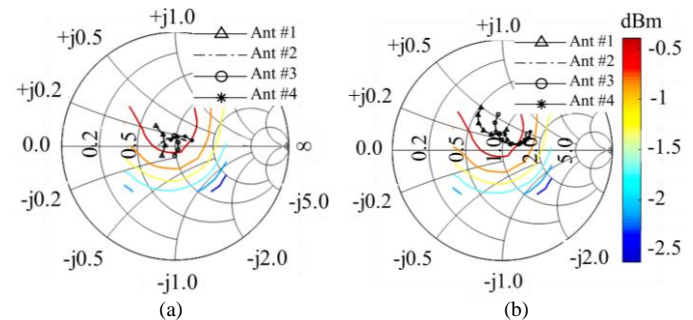 +j1.0
+j0.5
+j0.2
0.0
0.2
0.5
∞
-j0.2
-j0.5
-j1.0
-j2.0
-j5.0
Ant #1
Ant #2
Ant #3
Ant #4
(a)
+j1.0
+j0.5
+j0.2
0.0
0.2
0.5
1.0
2.0
5.0
-j0.2
-j0.5
-j1.0
-j2.0
Ant #1
Ant #2
Ant #3
Ant #4
(b)
dBm
-0.5
-1
-1.5
-2
-2.5